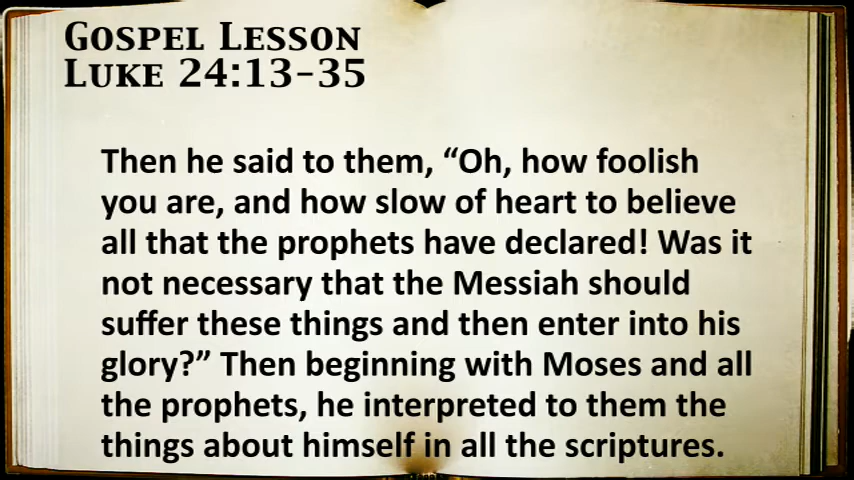 Gospel Lesson
Luke 24:13-35
Then he said to them, “Oh, how foolish
you are, and how slow of heart to believe
all that the prophets have declared! Was it
not necessary that the Messiah should
suffer these things and then enter into his
glory?” Then beginning with Moses and all
the prophets, he interpreted to them the
things about himself in all the scriptures.